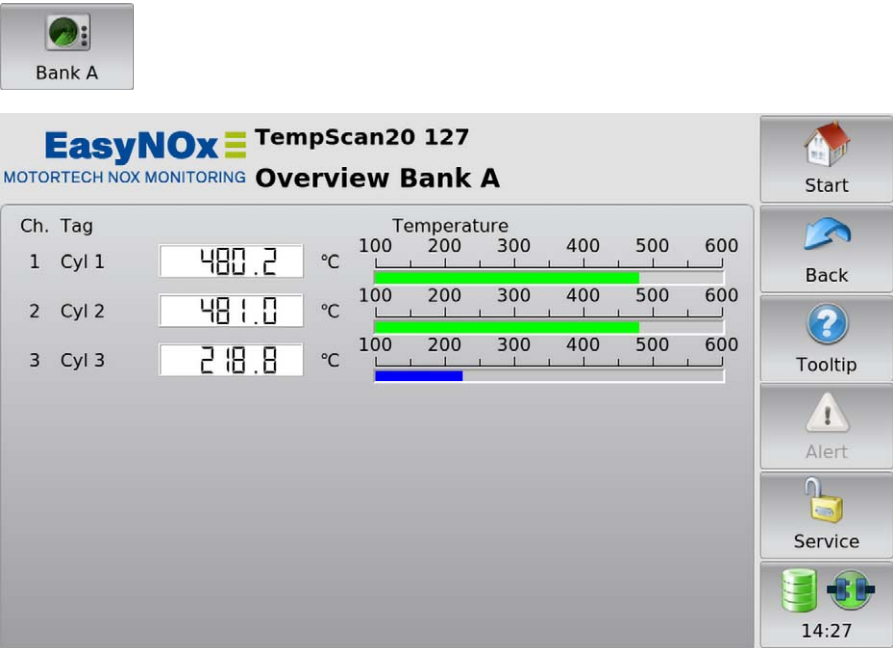 Bank A
EasyNOx
MOTORTECH NOX MONITORING
TempScan20 127
Overview Bank A
Start
Back
Tooltip
Alert
Service
14:27
Ch. Tag Temperature
100 200 300 400 500 600
1 Cyl 1 480.2 °C
100 200 300 400 500 600
2 Cyl 2 481.0 °C
100 200 300 400 500 600
3 Cyl 3 218.8 °C